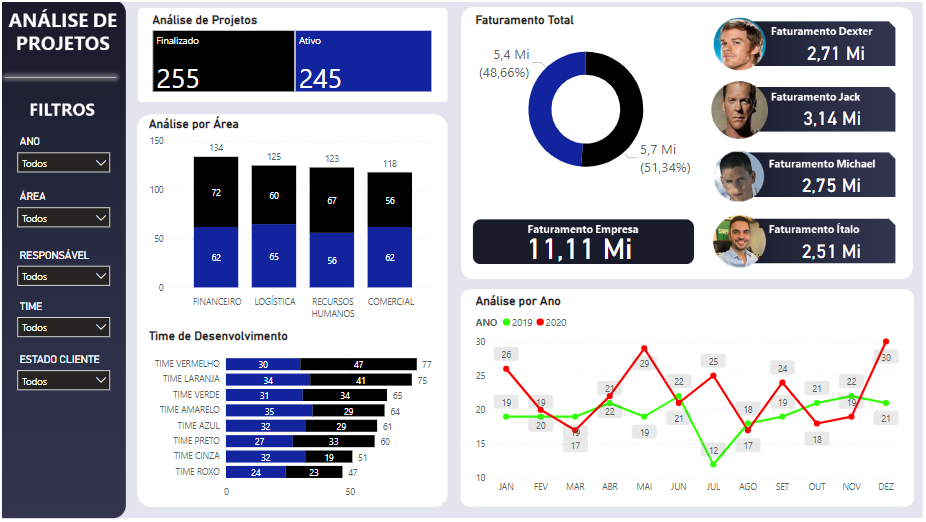 ANÁLISE DE
PROJETOS
FILTROS
ANO
Todos
ÁREA
Todos
RESPONSÁVEL
Todos
TIME
Todos
ESTADO CLIENTE
Todos
Análise de Projetos
Finalizado
255
Ativo
245
Análise por Área
150
100
50
0
134
125
123
118
72
60
67
56
62
65
56
62
FINANCEIRO
LOGÍSTICA
RECURSOS
HUMANOS
COMERCIAL
Time de Desenvolvimento
TIME VERMELHO 30 47 77
TIME LARANJA 34 41 75
TIME VERDE 31 34 65
TIME AMARELO 35 29 64
TIME AZUL 32 29 61
TIME PRETO 27 33 60
TIME CINZA 32 19 51
TIME ROXO 24 23 47
0 50
Faturamento Total
5,4 Mi
(48,66%)
5,7 Mi
(51,34%)
Faturamento Empresa
11,11 Mi
Faturamento Dexter
2,71 Mi
Faturamento Jack
3,14 Mi
Faturamento Michael
2,75 Mi
Faturamento Ítalo
2,51 Mi
Análise por Ano
ANO 2019 2020
30
25
20
15
10
26
19
19
20
19
17
21
22
29
19
22
21
25
12
18
17
24
19
21
18
22
19
30
21
JAN FEV MAR ABR MAI JUN JUL AGO SET OUT NOV DEZ